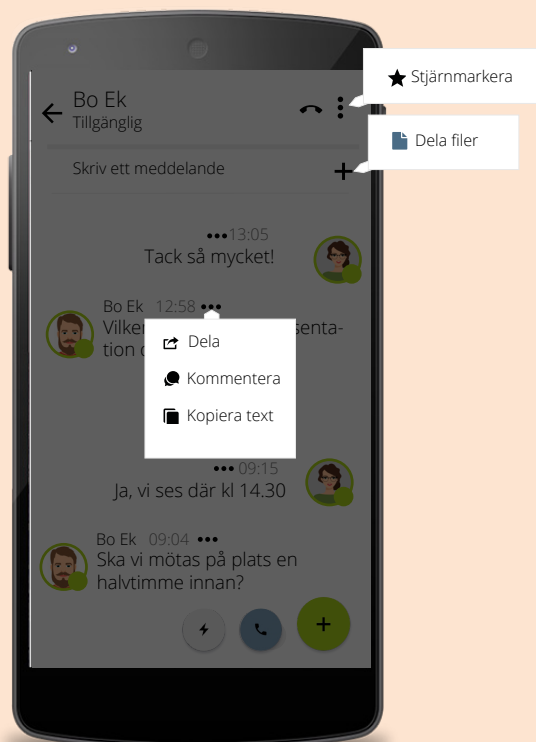 Stjärnmarkera
Bo Ek
Tillgänglig
Dela filer
Skriv ett meddelande
13:05
Tack så mycket!
Bo Ek 12:58
senta-
tion
Dela
Kommentera
Kopiera text
09:15
Ja, vi ses där kl 14.30
Bo Ek 09:04
Ska vi mötas på plats en
halvtimme innan?